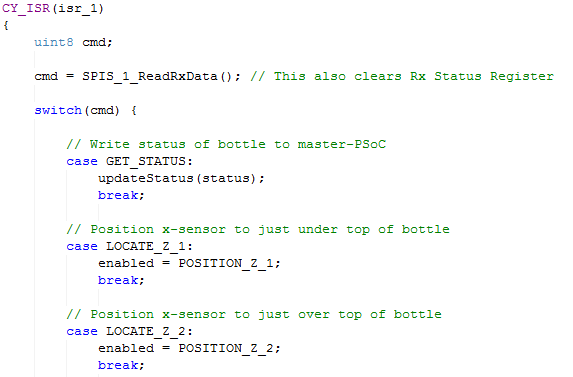 CY_ISR(isr_1)
{
    uint8 cmd;
    cmd = SPIS_1_ReadRxData(); // This also clears Rx Status Register
    switch(cmd) {
        // Write status of bottle to master-PSoC
        case GET_STATUS:
            updateStatus(status);
            break;
        // Position x-sensor to just under top of bottle
        case LOCATE_Z_1:
            enabled = POSITION_Z_1;
            break;
        // Position x-sensor to just over top of bottle
        case LOCATE_Z_2:
            enabled = POSITION_Z_2;
            break;